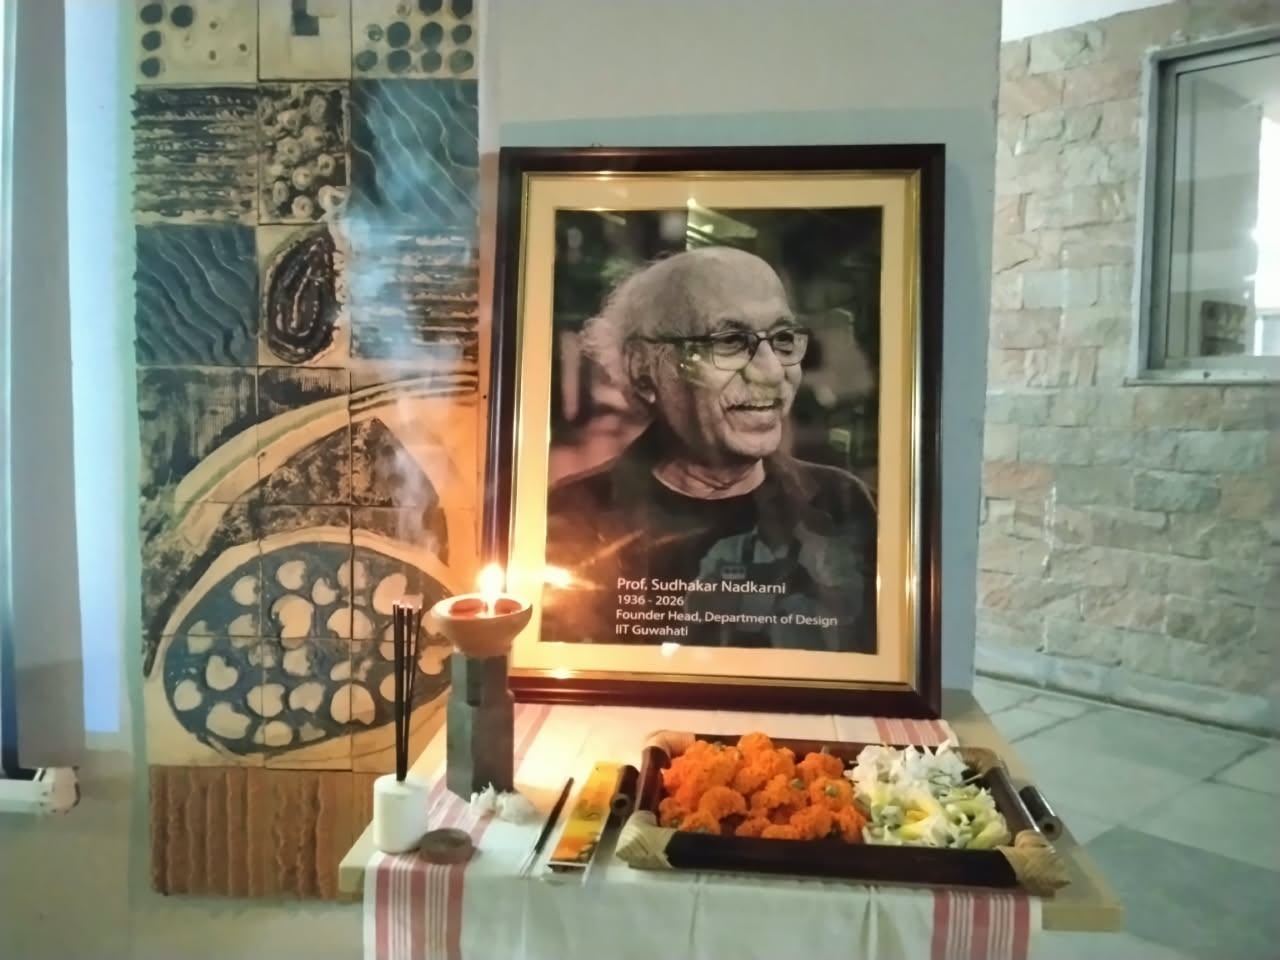 Prof. Sudhakar Nadkarni
1936 - 2026
Founder Head, Department of Design
IIT Guwahati